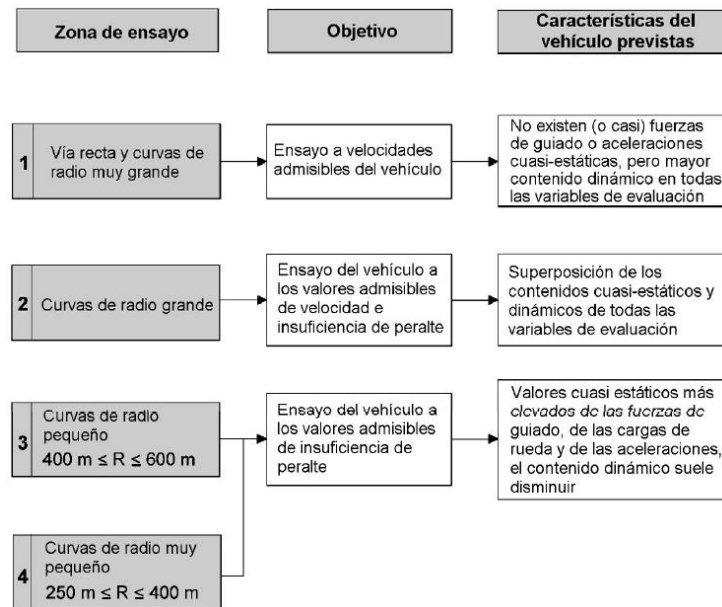 Zona de ensayo
Objetivo
Características del
vehículo previstas
1
Vía recta y curvas de
radio muy grande
Ensayo a velocidades
admisibles del vehículo
No existen (o casi) fuerzas
de guiado o aceleraciones
cuasi-estáticas, pero mayor
contenido dinámico en todas
las variables de evaluación
2
Curvas de radio grande
Ensayo del vehículo a
los valores admisibles
de velocidad e
insuficiencia de peralte
Superposición de los
contenidos cuasi-estáticos y
dinámicos de todas las
variables de evaluación
3
Curvas de radio
pequeño
400 m ≤ R ≤ 600 m
Ensayo del vehículo a
los valores admisibles
de insuficiencia de
peralte
Valores cuasi estáticos más
elevados de las fuerzas de
guiado, de las cargas de
rueda y de las aceleraciones,
el contenido dinámico suele
disminuir
4
Curvas de radio muy
pequeño
250 m ≤ R ≤ 400 m